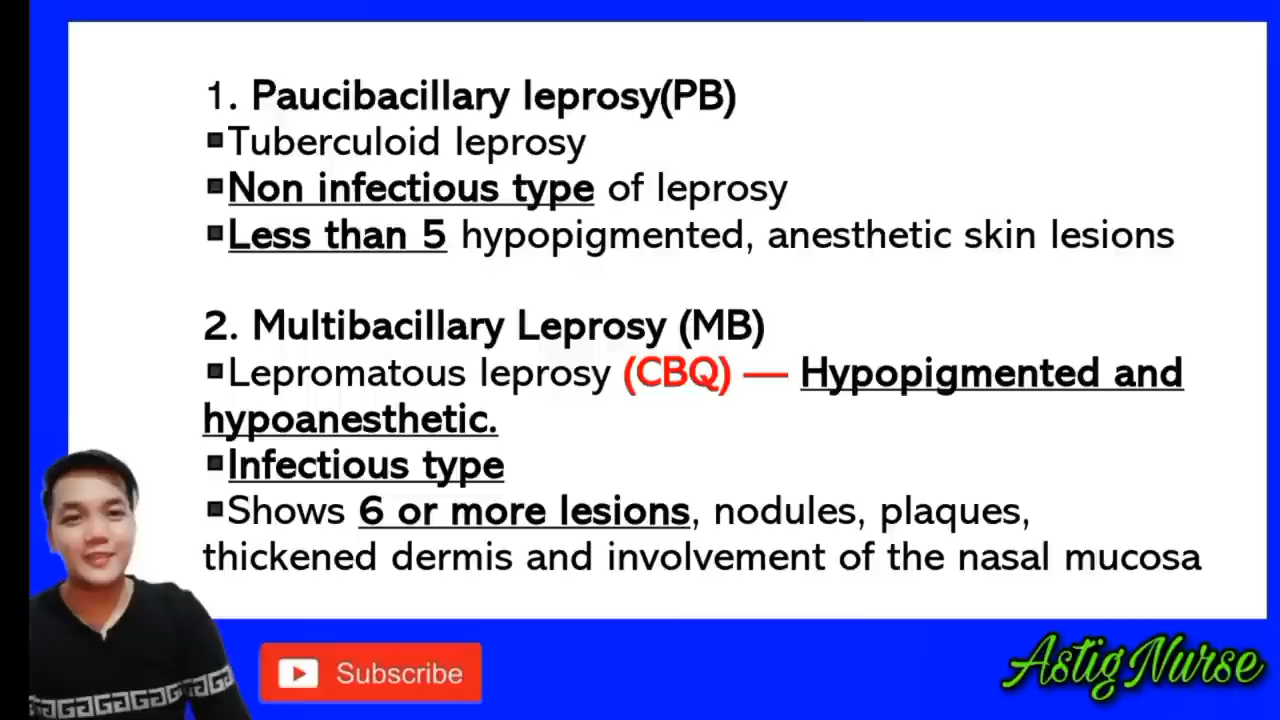 1. Paucibacillary leprosy(PB)
▪Tuberculoid leprosy
▪Non infectious type of leprosy
▪Less than 5 hypopigmented, anesthetic skin lesions
2. Multibacillary Leprosy (MB)
▪Lepromatous leprosy (CBQ) — Hypopigmented and
hypoanesthetic.
▪Infectious type
▪Shows 6 or more lesions, nodules, plaques,
thickened dermis and involvement of the nasal mucosa
Subscribe
Astig Nurse